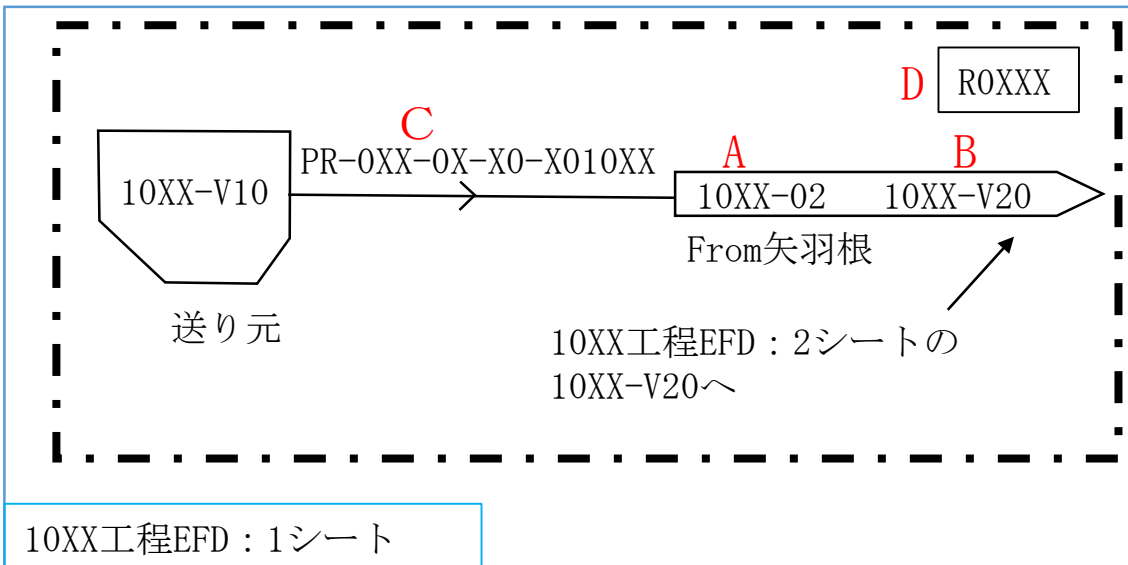 D
R0XXX
C
PR-0XX-0X-X0-X010XX
A
B
10XX-V10
10XX-02
10XX-V20
From矢羽根
送り元
10XX工程EFD：2シートの
10XX-V20へ
10XX工程EFD：1シート